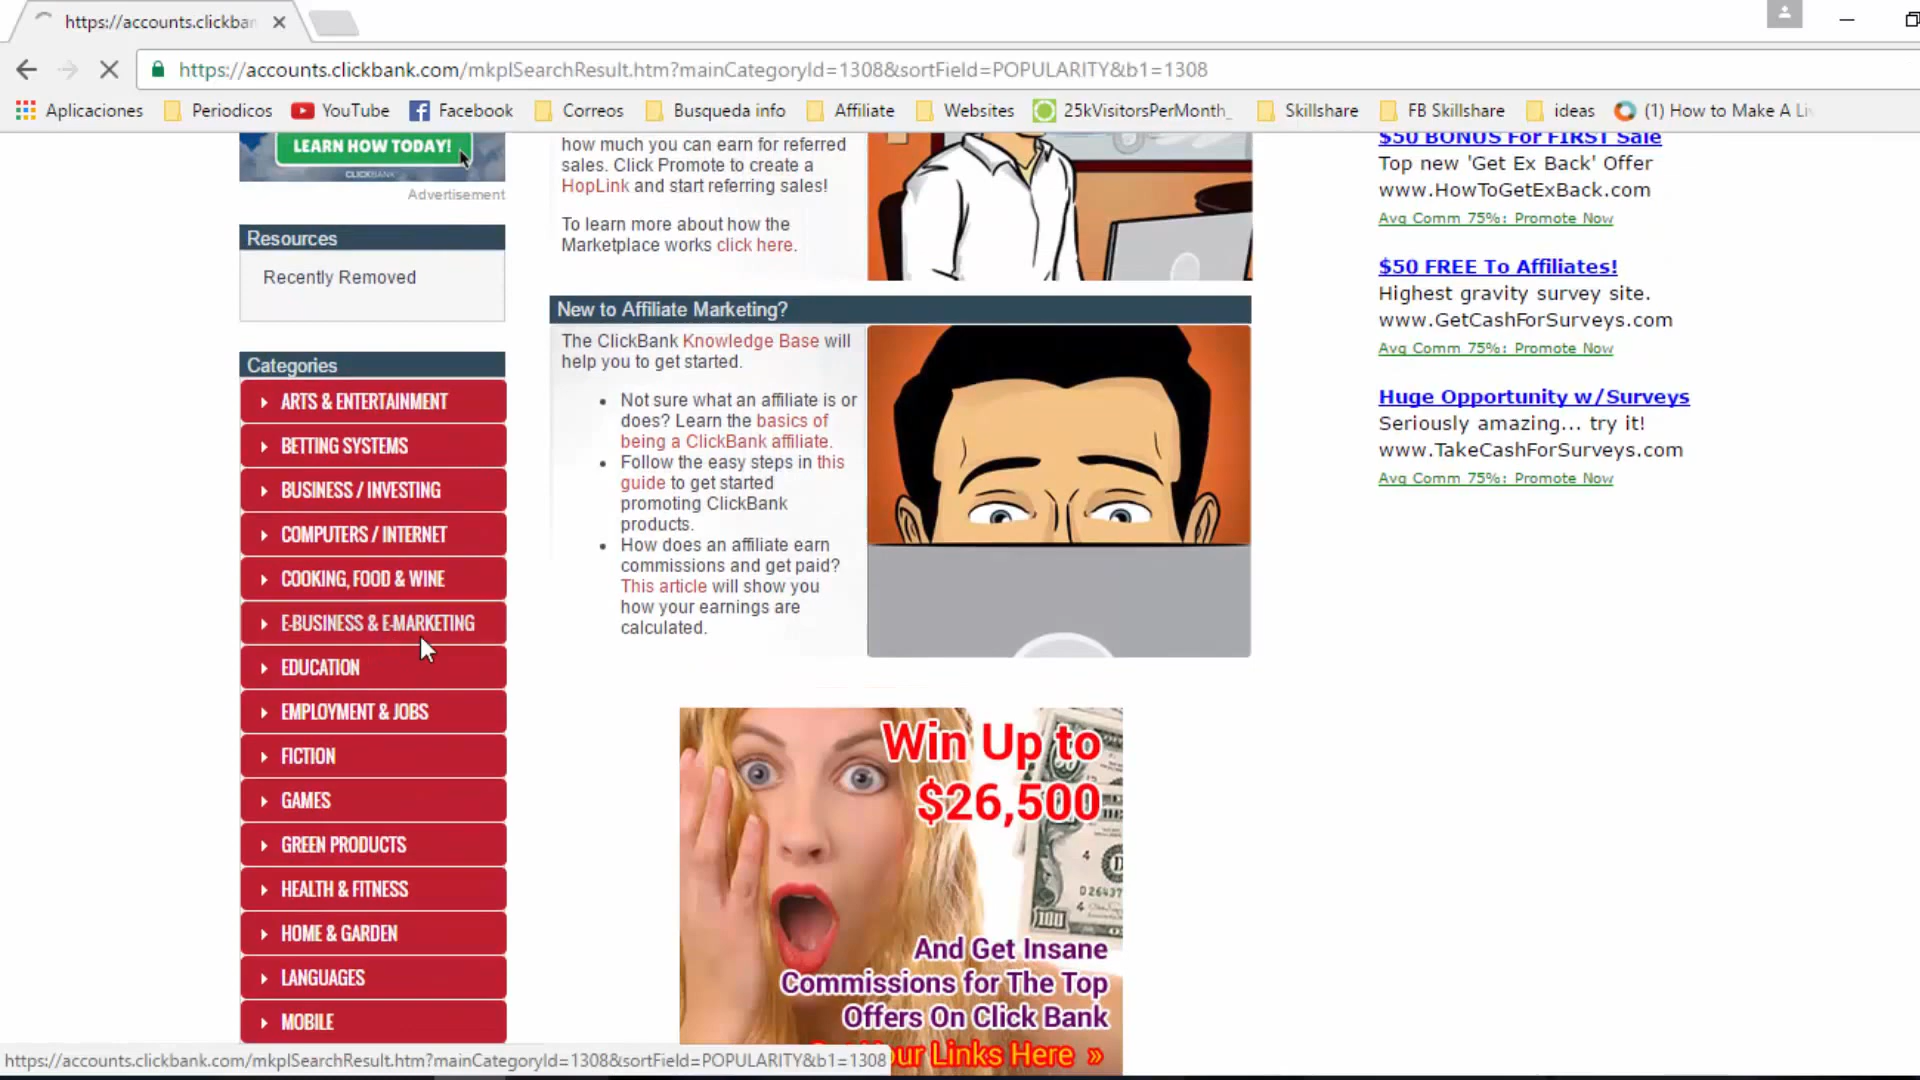 https://accounts.clickban
https://accounts.clickbank.com/mkplSearchResult.htm?mainCategoryId=1308&sortField=POPULARITY&b1=1308
Aplicaciones Periodicos YouTube Facebook Correos Busqueda info Affiliate Websites 25kVisitorsPerMonth_ Skillshare FB Skillshare ideas (1) How to Make A Liv
LEARN HOW TODAY!
CLICKBANK
Advertisement
Resources
Recently Removed
Categories
ARTS & ENTERTAINMENT
BETTING SYSTEMS
BUSINESS / INVESTING
COMPUTERS / INTERNET
COOKING, FOOD & WINE
E-BUSINESS & E-MARKETING
EDUCATION
EMPLOYMENT & JOBS
FICTION
GAMES
GREEN PRODUCTS
HEALTH & FITNESS
HOME & GARDEN
LANGUAGES
MOBILE
how much you can earn for referred
sales. Click Promote to create a
HopLink and start referring sales!
To learn more about how the
Marketplace works click here.
New to Affiliate Marketing?
The ClickBank Knowledge Base will
help you to get started.
Not sure what an affiliate is or
does? Learn the basics of
being a ClickBank affiliate.
Follow the easy steps in this
guide to get started
promoting ClickBank
products.
How does an affiliate earn
commissions and get paid?
This article will show you
how your earnings are
calculated.
Win Up to
$26,500
And Get Insane
Commissions for The Top
Offers On Click Bank
Your Links Here »
$50 BONUS For FIRST Sale
Top new 'Get Ex Back' Offer
www.HowToGetExBack.com
Avg Comm 75%: Promote Now
$50 FREE To Affiliates!
Highest gravity survey site.
www.GetCashForSurveys.com
Avg Comm 75%: Promote Now
Huge Opportunity w/Surveys
Seriously amazing... try it!
www.TakeCashForSurveys.com
Avg Comm 75%: Promote Now
https://accounts.clickbank.com/mkplSearchResult.htm?mainCategoryId=1308&sortField=POPULARITY&b1=1308